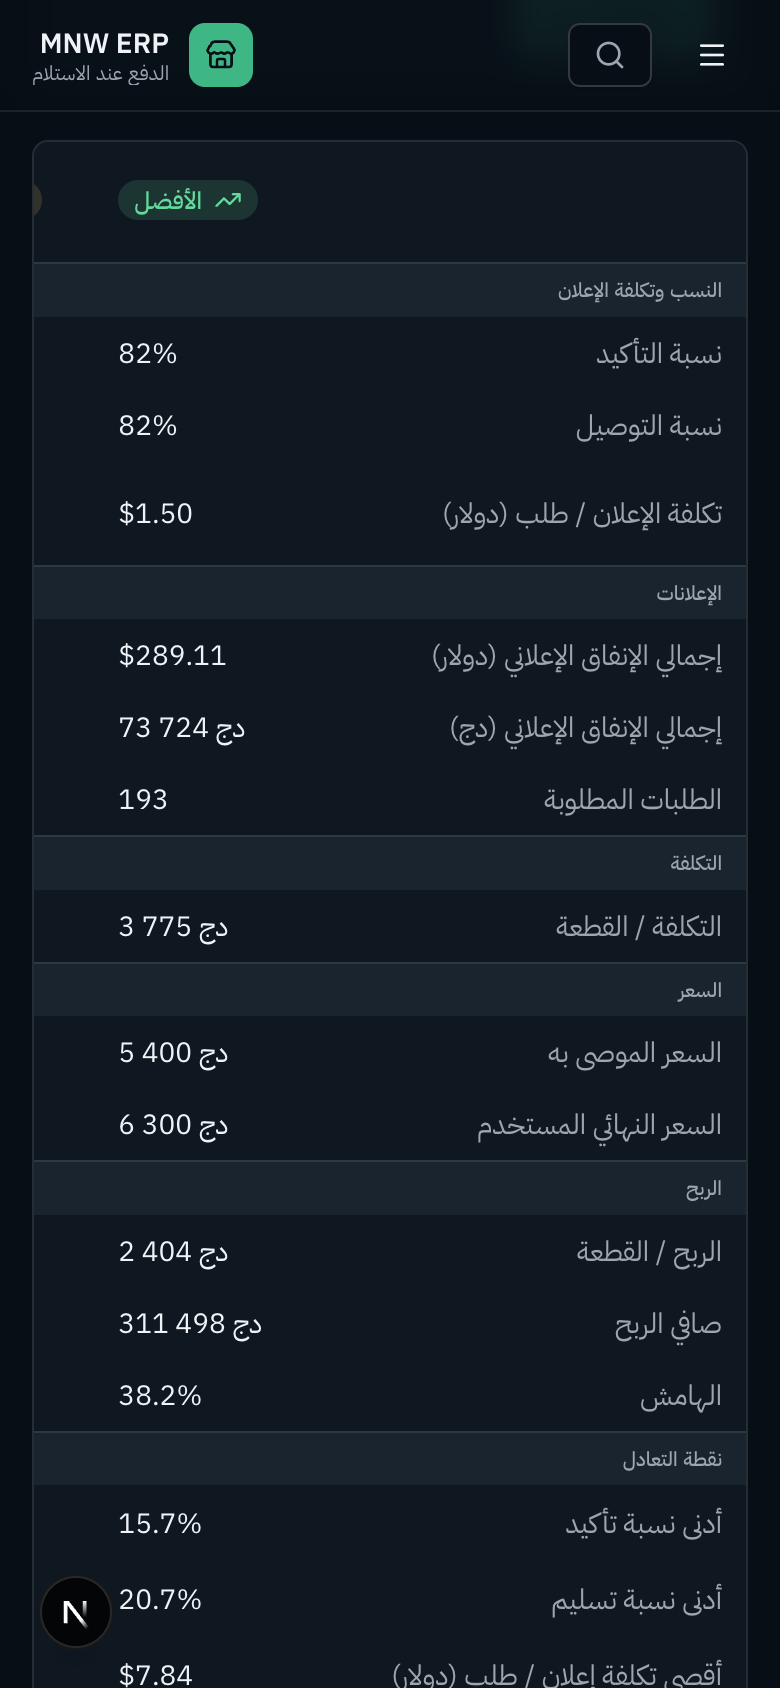 MNW ERP
الدفع عند الاستلام
الأفضل
النسب وتكلفة الإعلان
نسبة التأكيد 82%
نسبة التوصيل 82%
تكلفة الإعلان / طلب (دولار) $1.50
الإعلانات
إجمالي الإنفاق الإعلاني (دولار) $289.11
إجمالي الإنفاق الإعلاني (دج) 73 724 دج
الطلبات المطلوبة 193
التكلفة
التكلفة / القطعة 3 775 دج
السعر
السعر الموصى به 5 400 دج
السعر النهائي المستخدم 6 300 دج
الربح
الربح / القطعة 2 404 دج
صافي الربح 311 498 دج
الهامش 38.2%
نقطة التعادل
أدنى نسبة تأكيد 15.7%
أدنى نسبة تسليم 20.7%
N
أقصى تكلفة إعلان / طلب (دولار) $7.84